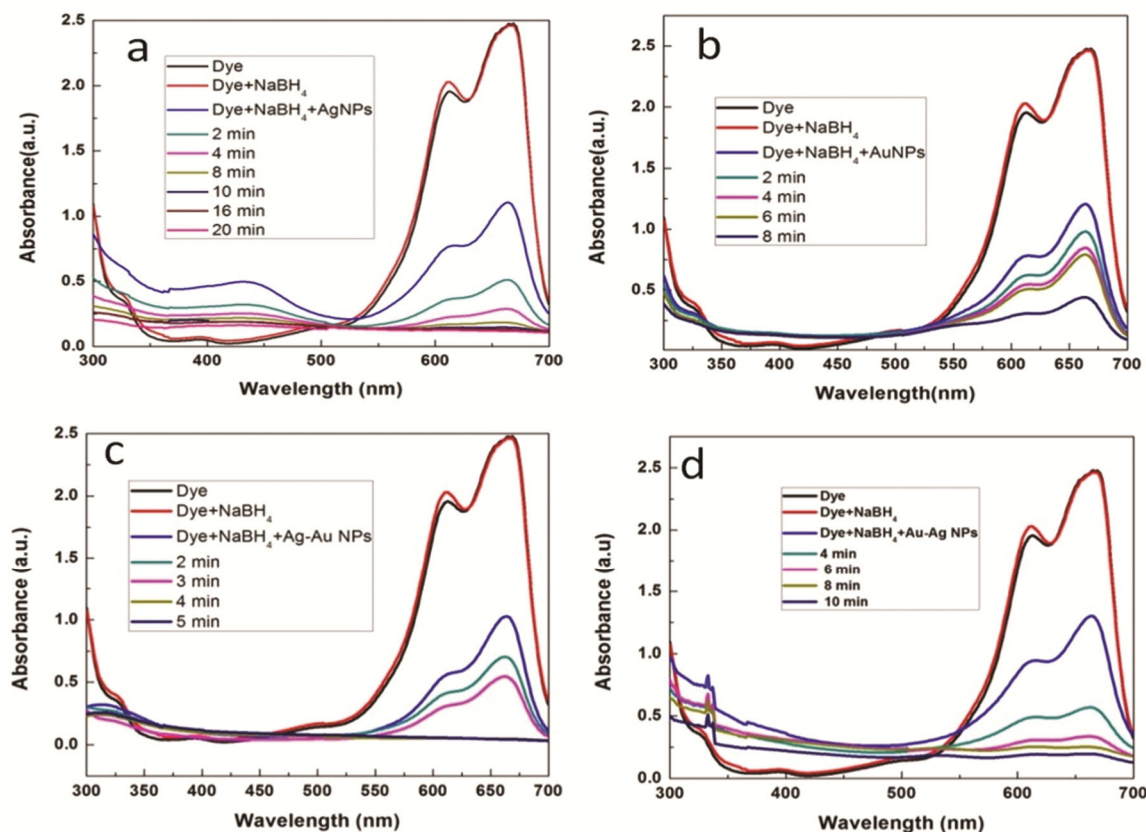 a
Dye
Dye+NaBH4
Dye+NaBH4+AgNPs
2 min
4 min
8 min
10 min
16 min
20 min
Absorbance(a.u.)
2.5
2.0
1.5
1.0
0.5
0.0
300 350 400 450 500 550 600 650 700
Wavelength (nm)
b
Dye
Dye+NaBH4
Dye+NaBH4+AuNPs
2 min
4 min
6 min
8 min
Absorbance(a.u.)
2.5
2.0
1.5
1.0
0.5
300 350 400 450 500 550 600 650 700
Wavelength(nm)
c
Dye
Dye+NaBH4
Dye+NaBH4+Ag-Au NPs
2 min
3 min
4 min
5 min
Absorbance (a.u.)
2.5
2.0
1.5
1.0
0.5
0.0
300 350 400 450 500 550 600 650 700
Wavelength (nm)
d
Dye
Dye+NaBH4
Dye+NaBH4+Au-Ag NPs
4 min
6 min
8 min
10 min
Absorbance (a.u)
2.5
2.0
1.5
1.0
0.5
0.0
300 400 500 600 700
Wavelength (nm)